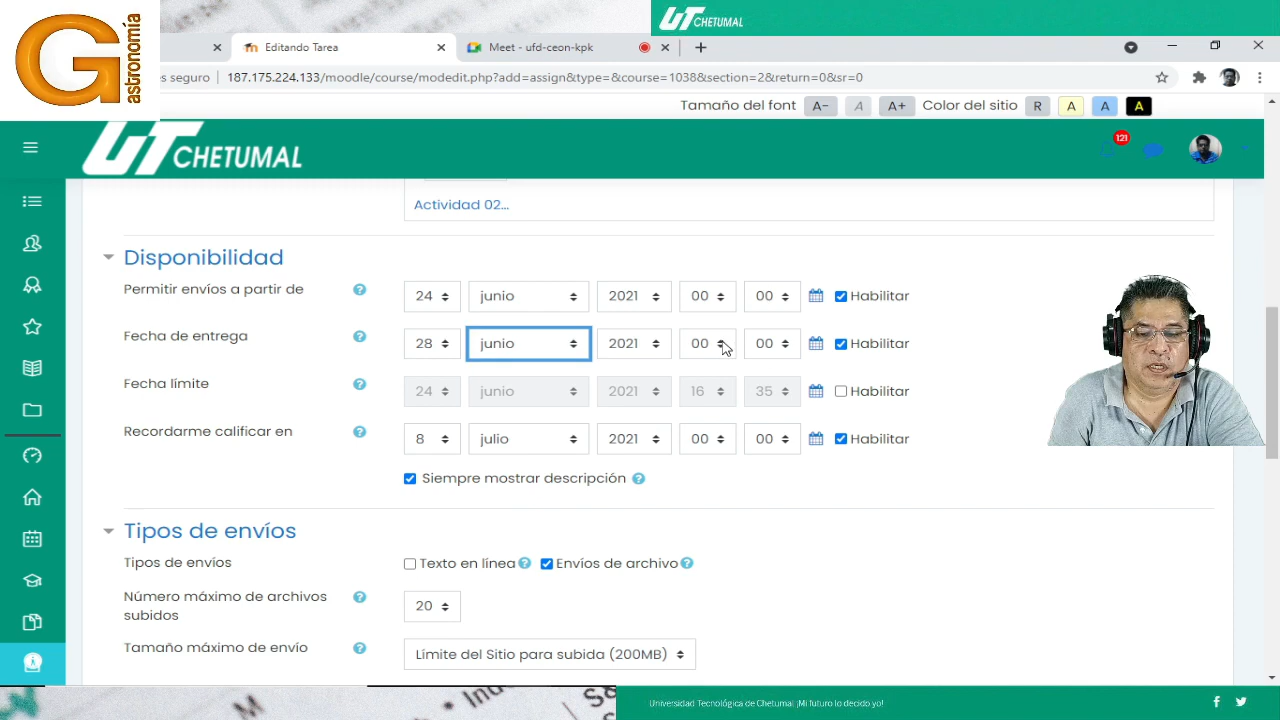 G
astronomía
UT CHETUMAL
Editando Tarea
Meet - ufd-ceon-kpk
es seguro
187.175.224.133/moodle/course/modedit.php?add=assign&type=&course=1038&section=2&return=0&sr=0
Tamaño del font A- A A+ Color del sitio R A A A
UT CHETUMAL
121
Actividad 02...
Disponibilidad
Permitir envíos a partir de ? 24 junio 2021 00 00 Habilitar
Fecha de entrega ? 28 junio 2021 00 00 Habilitar
Fecha límite ? 24 junio 2021 16 35 Habilitar
Recordarme calificar en ? 8 julio 2021 00 00 Habilitar
Siempre mostrar descripción ?
Tipos de envíos
Tipos de envíos Texto en línea ? Envíos de archivo ?
Número máximo de archivos ? 20
subidos
Tamaño máximo de envío ? Límite del Sitio para subida (200MB)
Universidad Tecnológica de Chetumal ¡Mi futuro lo decido yo!